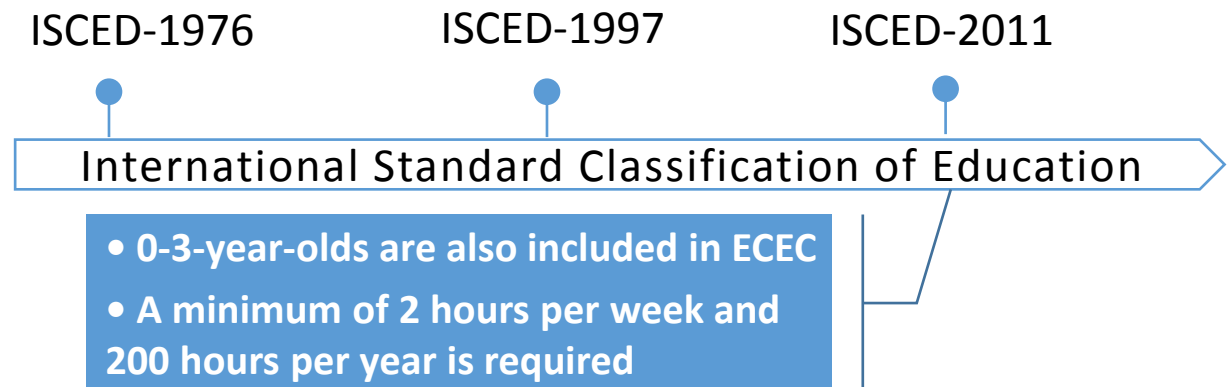 ISCED-1976 ISCED-1997 ISCED-2011
International Standard Classification of Education
• 0-3-year-olds are also included in ECEC
• A minimum of 2 hours per week and
200 hours per year is required